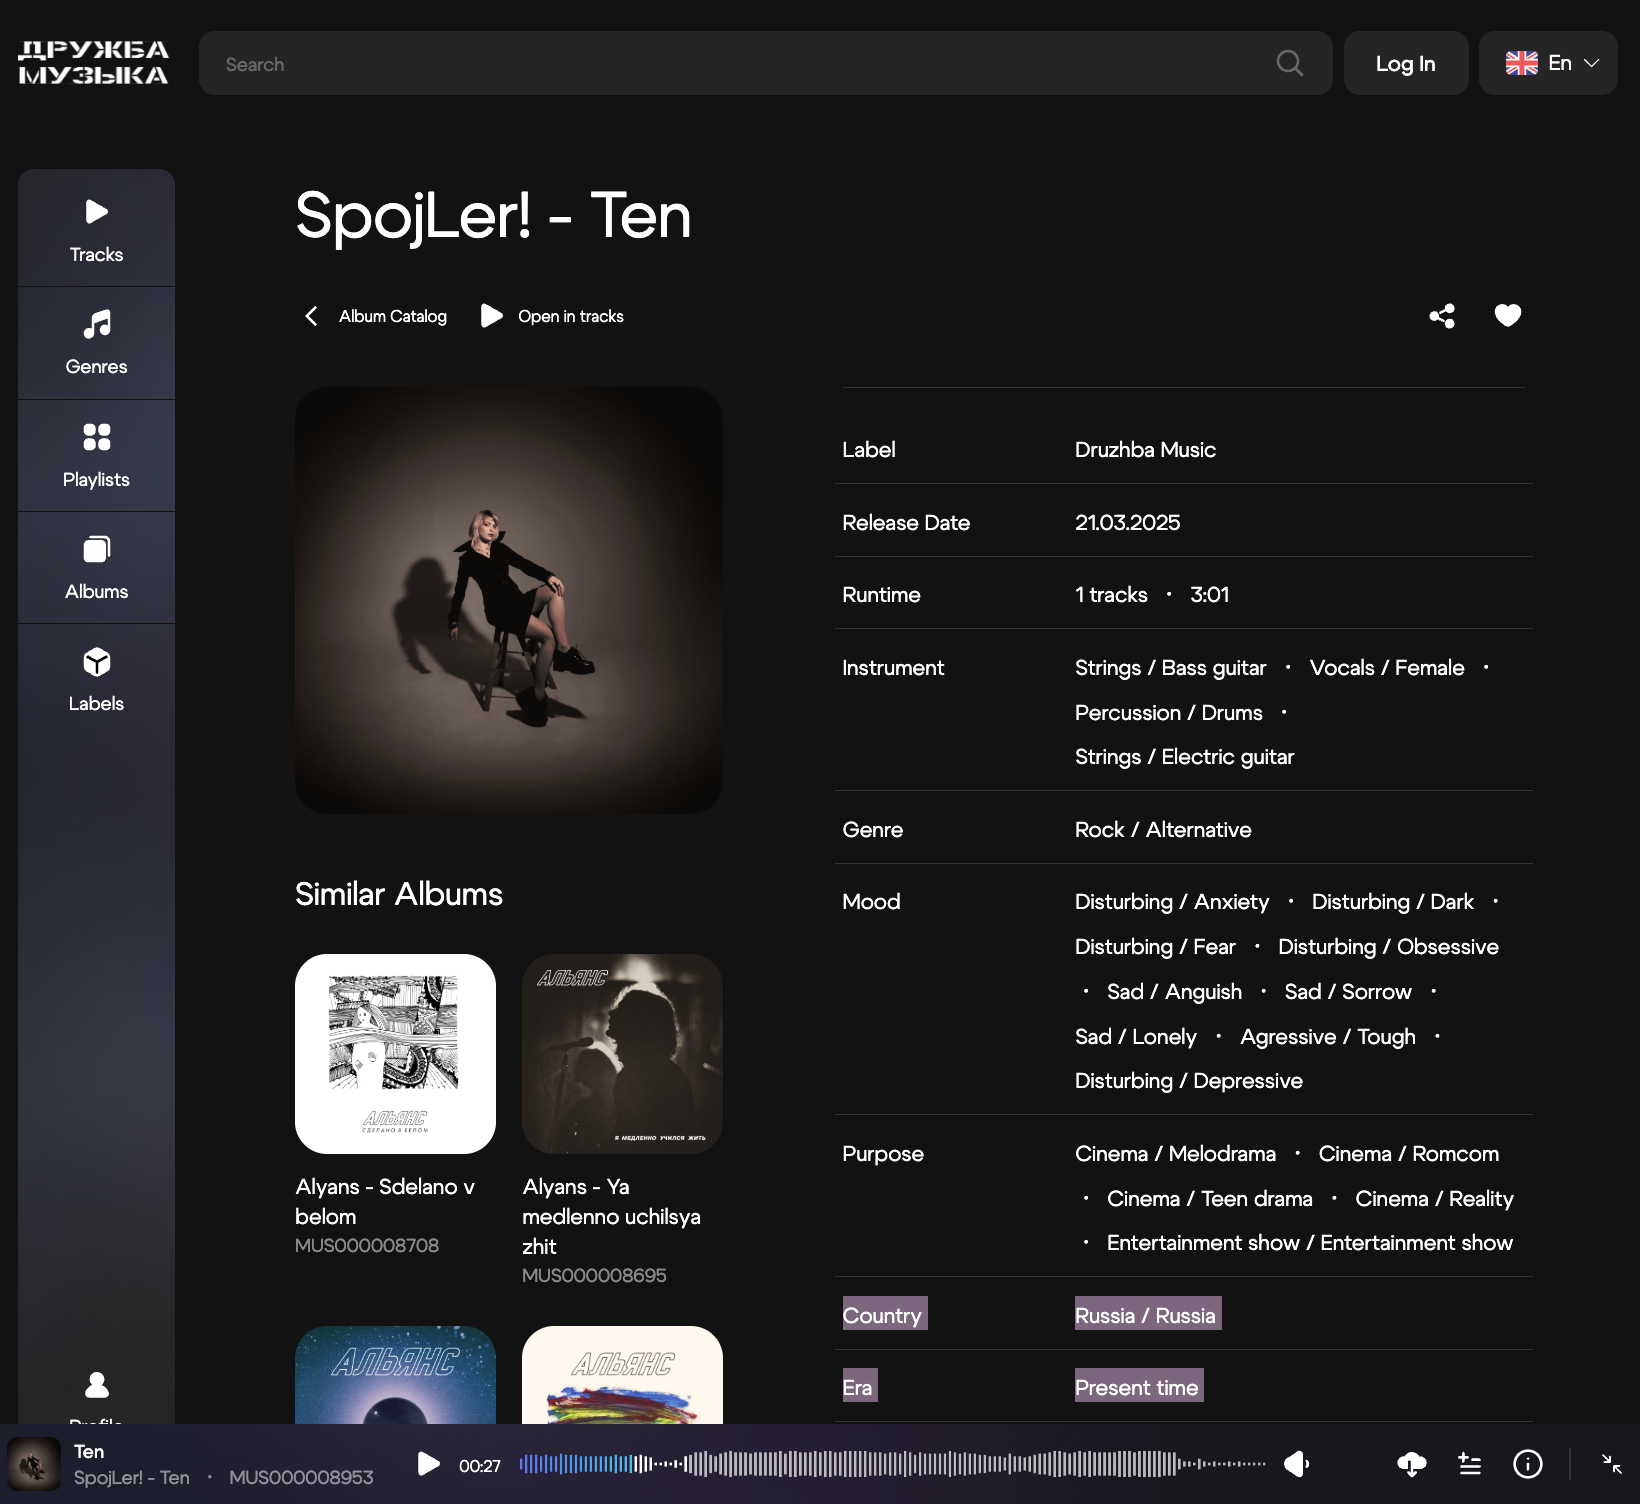 ДРУЖБА
МУЗЫКА
Search
Log In
En
Tracks
Genres
Playlists
Albums
Labels
SpojLer! - Ten
Album Catalog
Open in tracks
Label
Druzhba Music
Release Date
21.03.2025
Runtime
1 tracks • 3:01
Instrument
Strings / Bass guitar • Vocals / Female •
Percussion / Drums •
Strings / Electric guitar
Genre
Rock / Alternative
Mood
Disturbing / Anxiety • Disturbing / Dark •
Disturbing / Fear • Disturbing / Obsessive
• Sad / Anguish • Sad / Sorrow •
Sad / Lonely • Agressive / Tough •
Disturbing / Depressive
Purpose
Cinema / Melodrama • Cinema / Romcom
• Cinema / Teen drama • Cinema / Reality
• Entertainment show / Entertainment show
Country
Russia / Russia
Era
Present time
Similar Albums
АЛЬЯНС
СДЕЛАНО В БЕЛОМ
Alyans - Sdelano v
belom
MUS000008708
АЛЬЯНС
Я МЕДЛЕННО УЧИЛСЯ ЖИТЬ
Alyans - Ya
medlenno uchilsya
zhit
MUS000008695
АЛЬЯНС
АЛЬЯНС
Profile
Ten
SpojLer! - Ten • MUS000008953
00:27